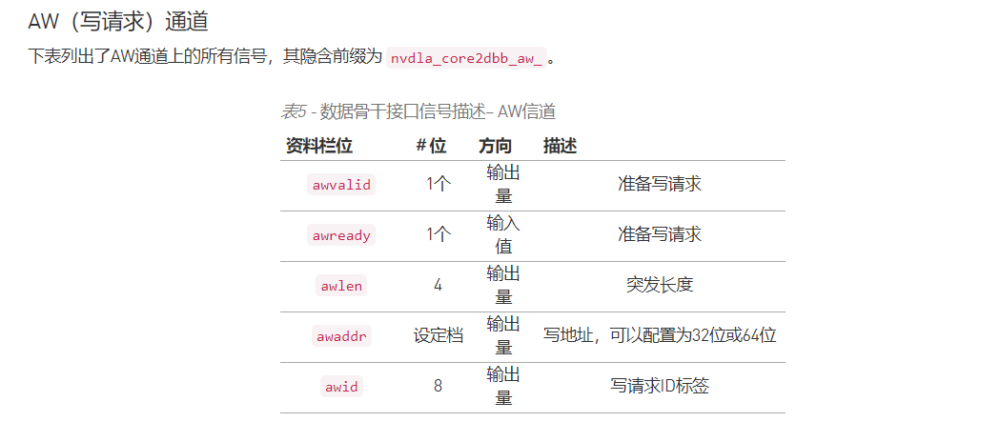 AW（写请求）通道
下表列出了AW通道上的所有信号，其隐含前缀为 nvdla_core2dbb_aw_ 。
表5 - 数据骨干接口信号描述– AW信道
资料栏位 # 位 方向 描述
awvalid 1个 输出量 准备写请求
awready 1个 输入值 准备写请求
awlen 4 输出量 突发长度
awaddr 设定档 输出量 写地址，可以配置为32位或64位
awid 8 输出量 写请求ID标签